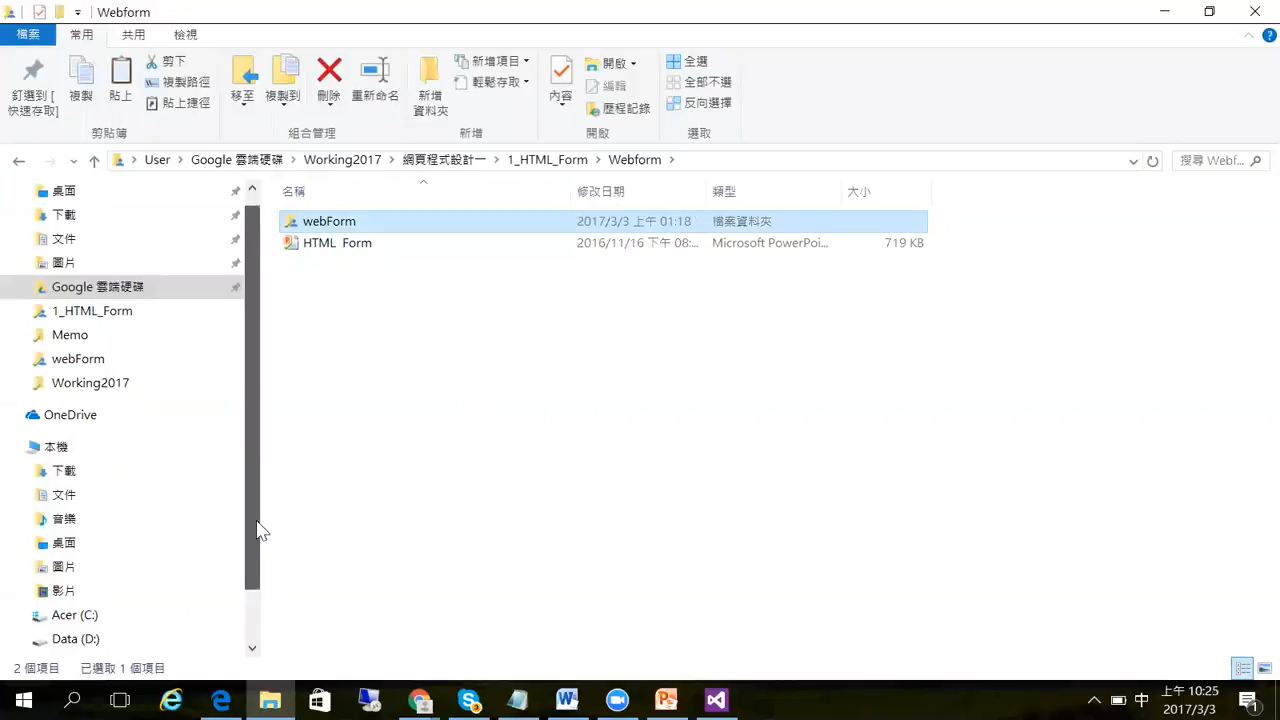 Webform
檔案 常用 共用 檢視
釘選到 [
快速存取]
複製
貼上
剪下
複製路徑
貼上捷徑
移至
複製到
刪除
重新命名
新增
資料夾
新增項目
輕鬆存取
內容
開啟
編輯
歷程記錄
全選
全部不選
反向選擇
剪貼簿 組合管理 新增 開啟 選取
User > Google 雲端硬碟 > Working2017 > 網頁程式設計一 > 1_HTML_Form > Webform >
搜尋 Webf...
名稱 修改日期 類型 大小
webForm 2017/3/3 上午 01:18 檔案資料夾
HTML Form 2016/11/16 下午 08:... Microsoft PowerPoi... 719 KB
桌面
下載
文件
圖片
Google 雲端硬碟
1_HTML_Form
Memo
webForm
Working2017
OneDrive
本機
下載
文件
音樂
桌面
圖片
影片
Acer (C:)
Data (D:)
2 個項目 已選取 1 個項目
中
上午 10:25
2017/3/3
1